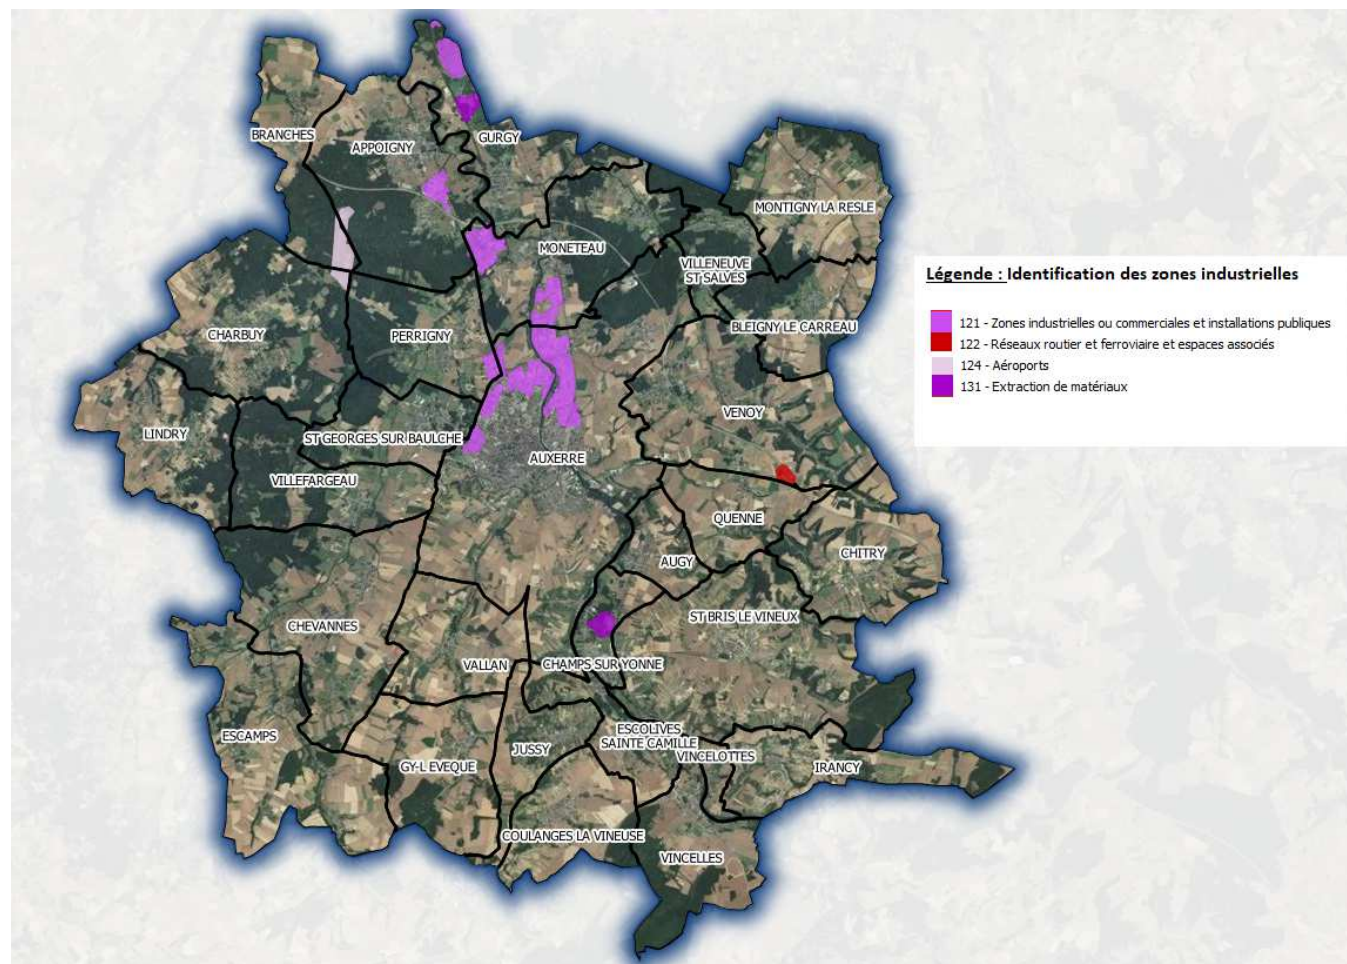 BRANCHES
APPOIGNY
GURGY
MONTIGNY LA RESLE
MONETEAU
VILLENEUVE
ST SALVES
CHARBUY
PERRIGNY
BLEIGNY LE CARREAU
VENOY
LINDRY
ST GEORGES SUR BAULCHE
AUXERRE
VILLEFARGEAU
QUENNE
CHITRY
AUGY
CHEVANNES
ST BRIS LE VINEUX
VALLAN
CHAMPS SUR YONNE
ESCAMPS
ESCOLIVES
SAINTE CAMILLE
JUSSY
VINCELOTTES
GY-L EVEQUE
IRANCY
COULANGES LA VINEUSE
VINCELLES
Légende : Identification des zones industrielles
121 - Zones industrielles ou commerciales et installations publiques
122 - Réseaux routier et ferroviaire et espaces associés
124 - Aéroports
131 - Extraction de matériaux